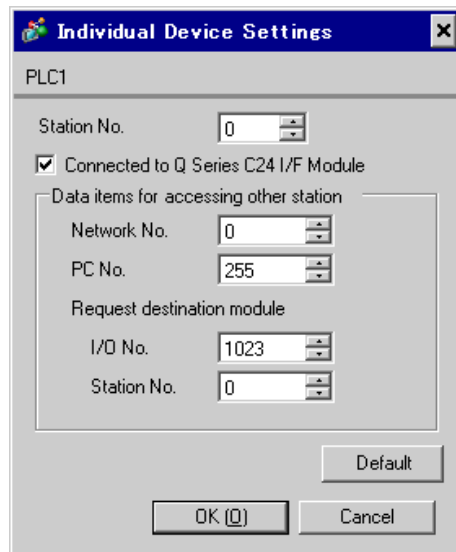 Individual Device Settings
PLC1
Station No. 0
Connected to Q Series C24 I/F Module
Data items for accessing other station
Network No. 0
PC No. 255
Request destination module
I/O No. 1023
Station No. 0
Default
OK (O) Cancel